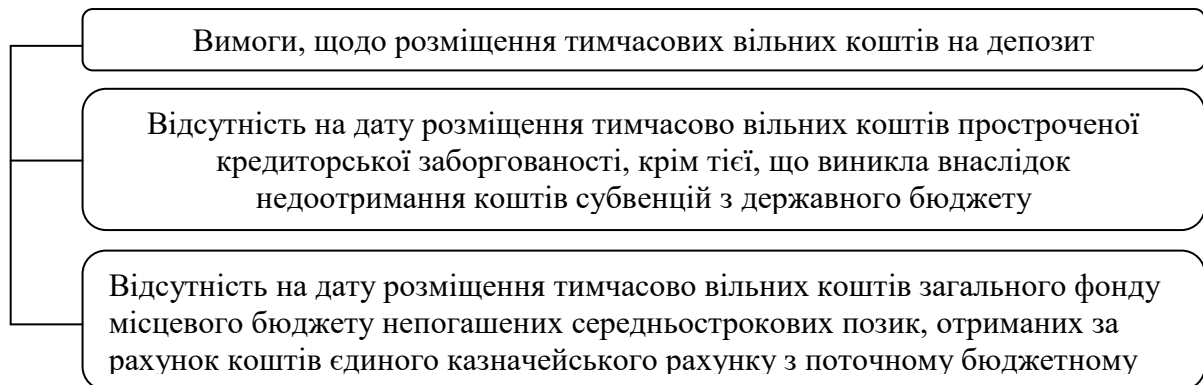 Вимоги, щодо розміщення тимчасових вільних коштів на депозит
Відсутність на дату розміщення тимчасово вільних коштів простроченої
кредиторської заборгованості, крім тієї, що виникла внаслідок
недоотримання коштів субвенцій з державного бюджету
Відсутність на дату розміщення тимчасово вільних коштів загального фонду
місцевого бюджету непогашених середньострокових позик, отриманих за
рахунок коштів єдиного казначейського рахунку з поточному бюджетному